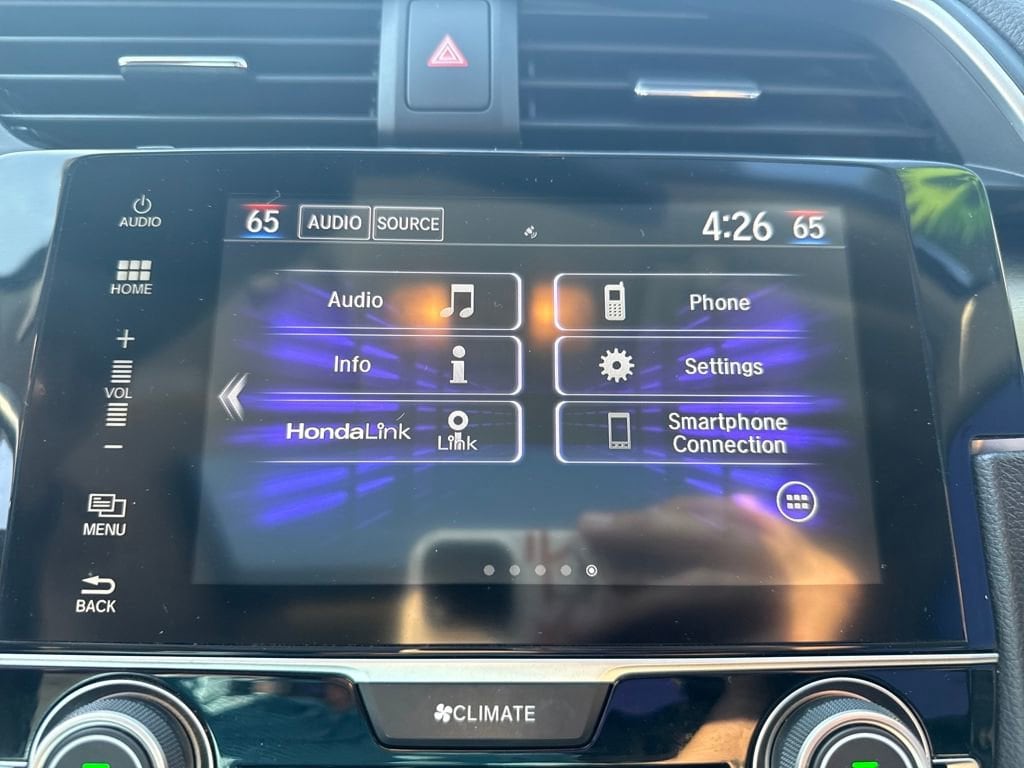 AUDIO
65 AUDIO SOURCE 4:26 65
HOME
Audio
Phone
+
VOL
−
Info
Settings
HondaLink
Link
Smartphone
Connection
MENU
BACK
CLIMATE